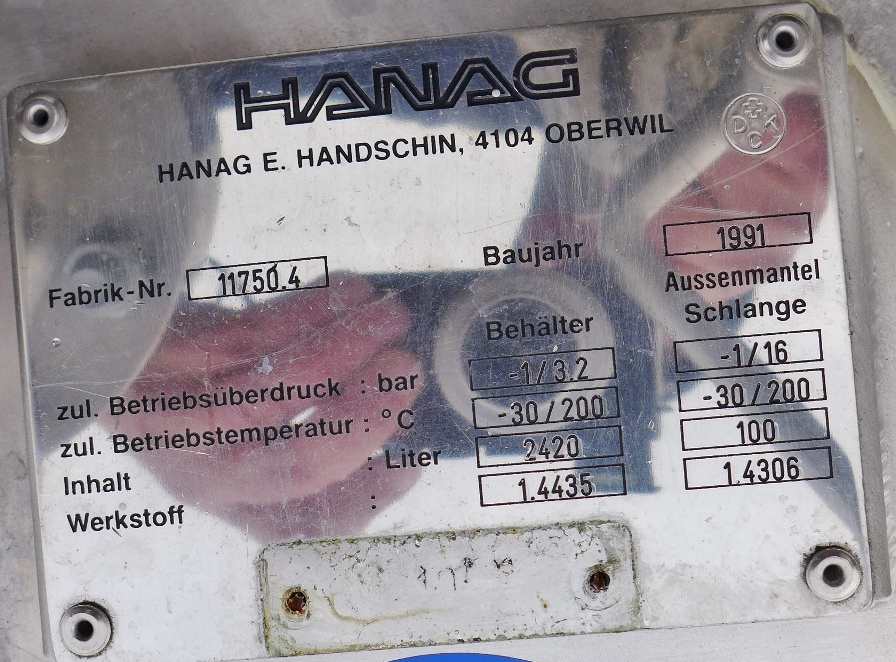 HANAG
HANAG E. HANDSCHIN, 4104 OBERWIL
DCT
Fabrik-Nr. 11750.4 Baujahr 1991
Behälter Aussenmantel
Schlange
zul. Betriebsüberdruck : bar -1/3.2 -1/16
zul. Betriebstemperatur : °C -30/200 -30/200
Inhalt : Liter 2420 100
Werkstoff : 1.4435 1.4306